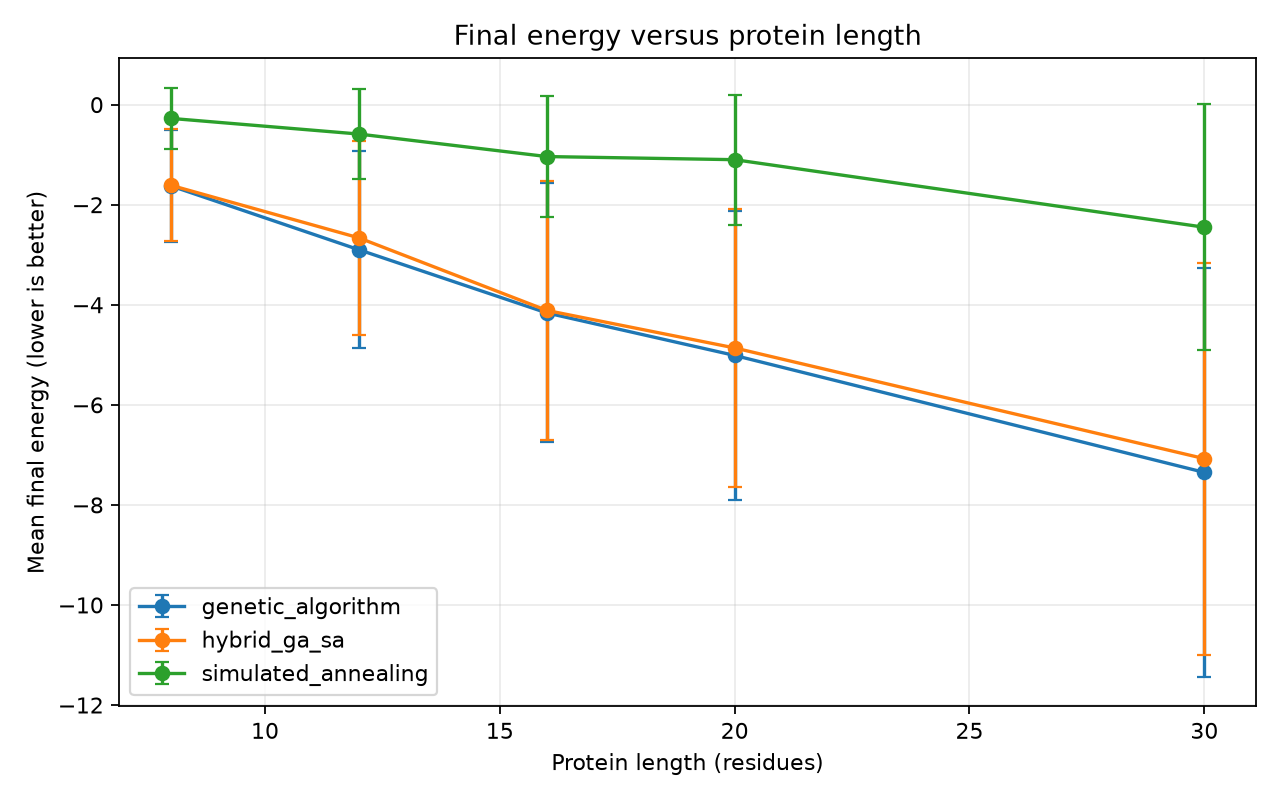 Final energy versus protein length
Mean final energy (lower is better)
0
−2
−4
−6
−8
−10
−12
genetic_algorithm
hybrid_ga_sa
simulated_annealing
10
15
20
25
30
Protein length (residues)